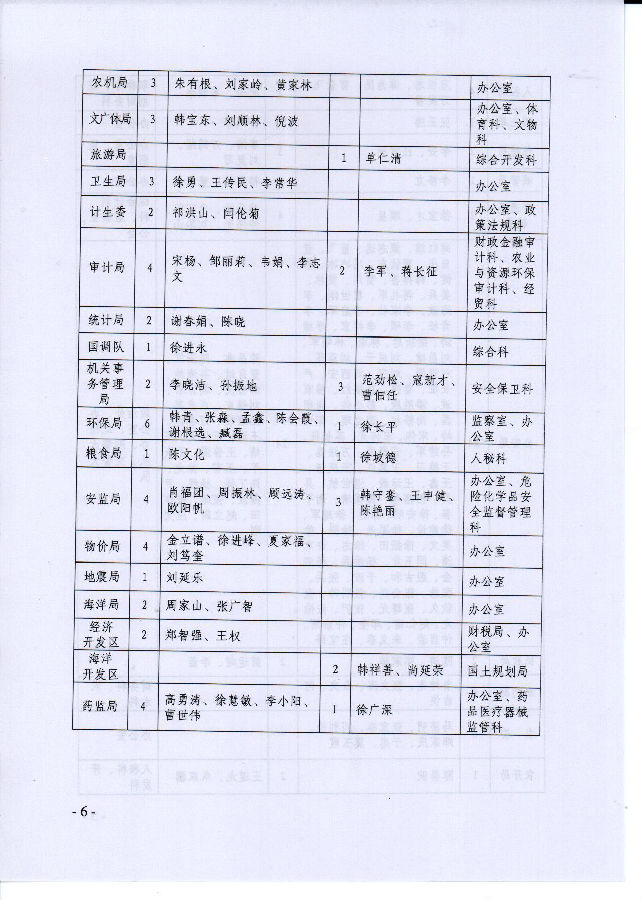 农机局 3 朱有根、刘家岭、黄家林 办公室
文广体局 3 韩宝东、刘顺林、倪波 办公室、体
育科、文物
科
旅游局 1 单仁清 综合开发科
卫生局 3 徐勇、王传民、李常华 办公室
计生委 2 祁洪山、闫伦菊 办公室、政
策法规科
审计局 4 宋杨、邹丽莉、韦娟、李志
文 2 李军、蒋长征 财政金融审
计科、农业
与资源环保
审计科、经
贸科
统计局 2 谢春娟、陈晓 办公室
国调队 1 徐进永 综合科
机关事
务管理
局 2 李晓洁、孙振地 3 范劲松、寇新才、
曹佰任 安全保卫科
环保局 6 韩青、张淼、孟鑫、陈会霞、
谢根选、臧磊 1 徐长平 监察室、办
公室
粮食局 1 陈文化 1 徐坡德 人秘科
安监局 4 肖福团、周振林、顾远涛、
欧阳帆 3 韩守銮、王申健、
陈艳丽 办公室、危
险化学品安
全监督管理
科
物价局 4 金立谱、徐进峰、夏家福、
刘笃奎 办公室
地震局 1 刘延乐 办公室
海洋局 2 周家山、张广智 办公室
经济
开发区 2 郑智强、王权 财税局、办
公室
海洋
开发区 2 韩祥善、尚延荣 国土规划局
药监局 4 高勇涛、徐慧敏、李小阳、
曹世伟 1 徐广深 办公室、药
品医疗器械
监管科
- 6 -